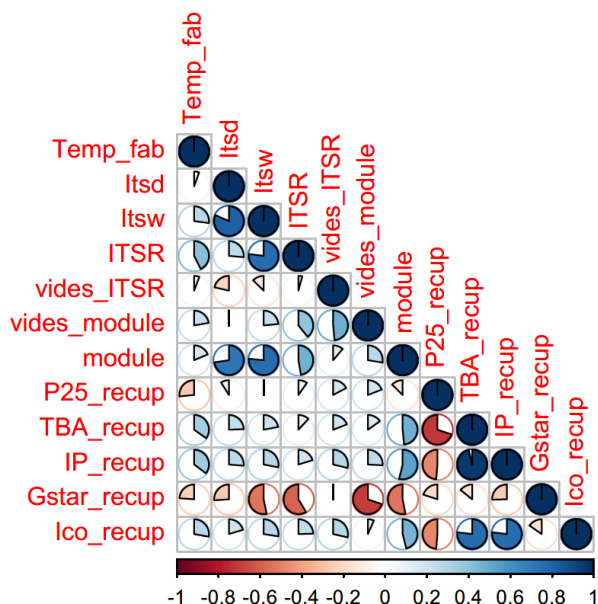 Temp_fab
Itsd
Itsw
ITSR
vides_ITSR
vides_module
module
P25_recup
TBA_recup
IP_recup
Gstar_recup
Ico_recup
Temp_fab
Itsd
Itsw
ITSR
vides_ITSR
vides_module
module
P25_recup
TBA_recup
IP_recup
Gstar_recup
Ico_recup
-1 -0.8 -0.6 -0.4 -0.2 0 0.2 0.4 0.6 0.8 1